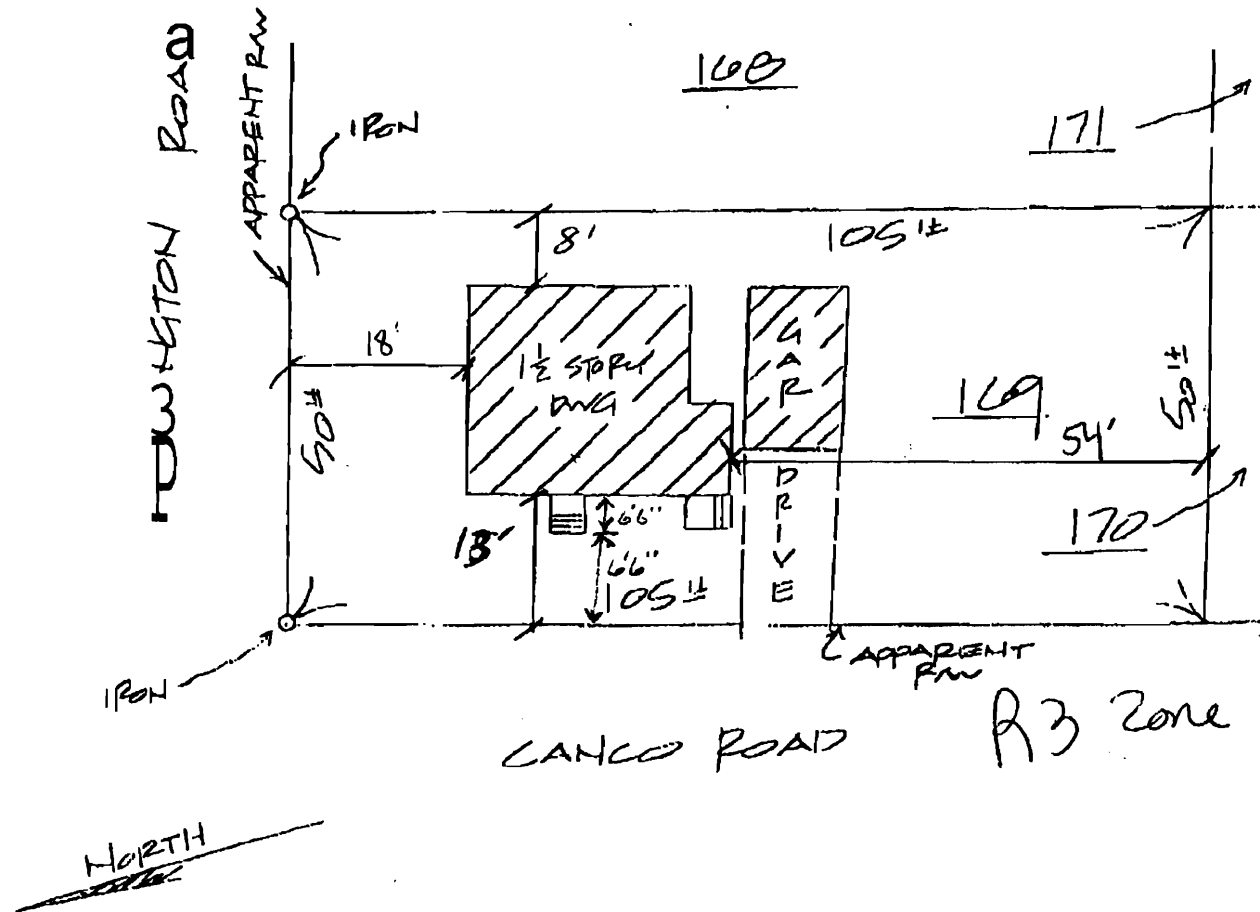 a
168
171
ROAD
APPARENT R/W
IRON
8'
105'±
18'
1½ STORY
DWG
GAR
169
50'±
50'±
54'
DRIVE
170
6'6"
13'
6'6"
105'±
APPARENT
R/W
IRON
CANCO ROAD
R3 Zone
NORTH